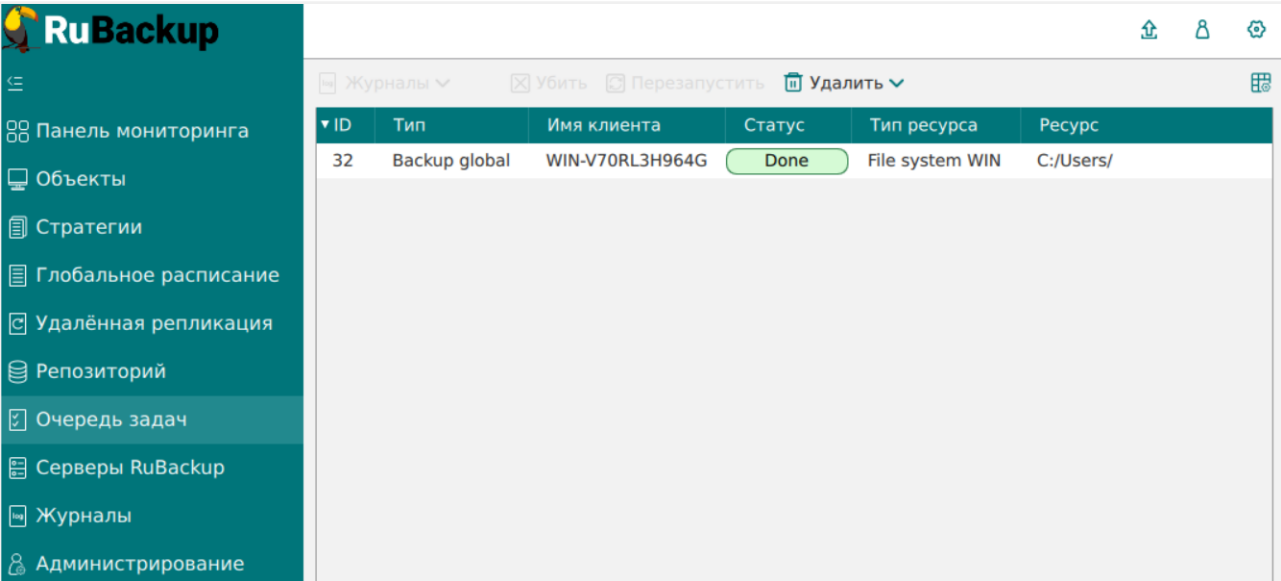 RuBackup
Журналы Убить Перезапустить Удалить
Панель мониторинга
Объекты
Стратегии
Глобальное расписание
Удалённая репликация
Репозиторий
Очередь задач
Серверы RuBackup
log Журналы
Администрирование
ID Тип Имя клиента Статус Тип ресурса Ресурс
32 Backup global WIN-V70RL3H964G Done File system WIN C:/Users/